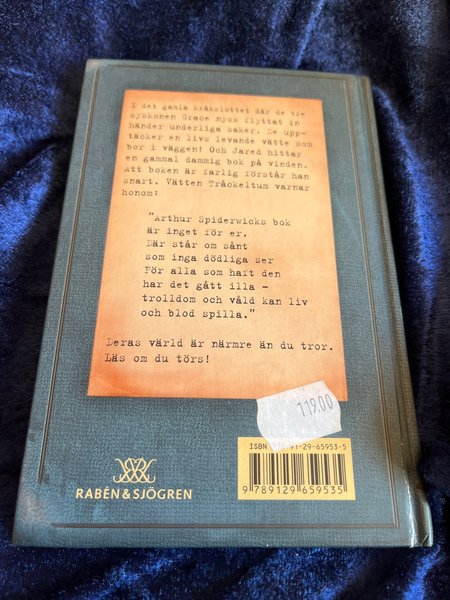 I det gamla kråkslottet där de tre
syskonen Grace nyss flyttat in
händer underliga saker. De upp-
täcker en livs levande vätte som
bor i väggen! Och Jared hittar
en gammal dammig bok på vinden.
Att boken är farlig förstår han
snart. Vätten Tråckeltum varnar
honom:
"Arthur Spiderwicks bok
är inget för er.
Där står om sånt
som inga dödliga ser
För alla som haft den
har det gått illa –
trolldom och våld kan liv
och blod spilla."
Deras värld är närmre än du tror.
Läs om du törs!
119.00
ISBN 91-29-65953-5
9 789129 659535
RABÉN & SJÖGREN